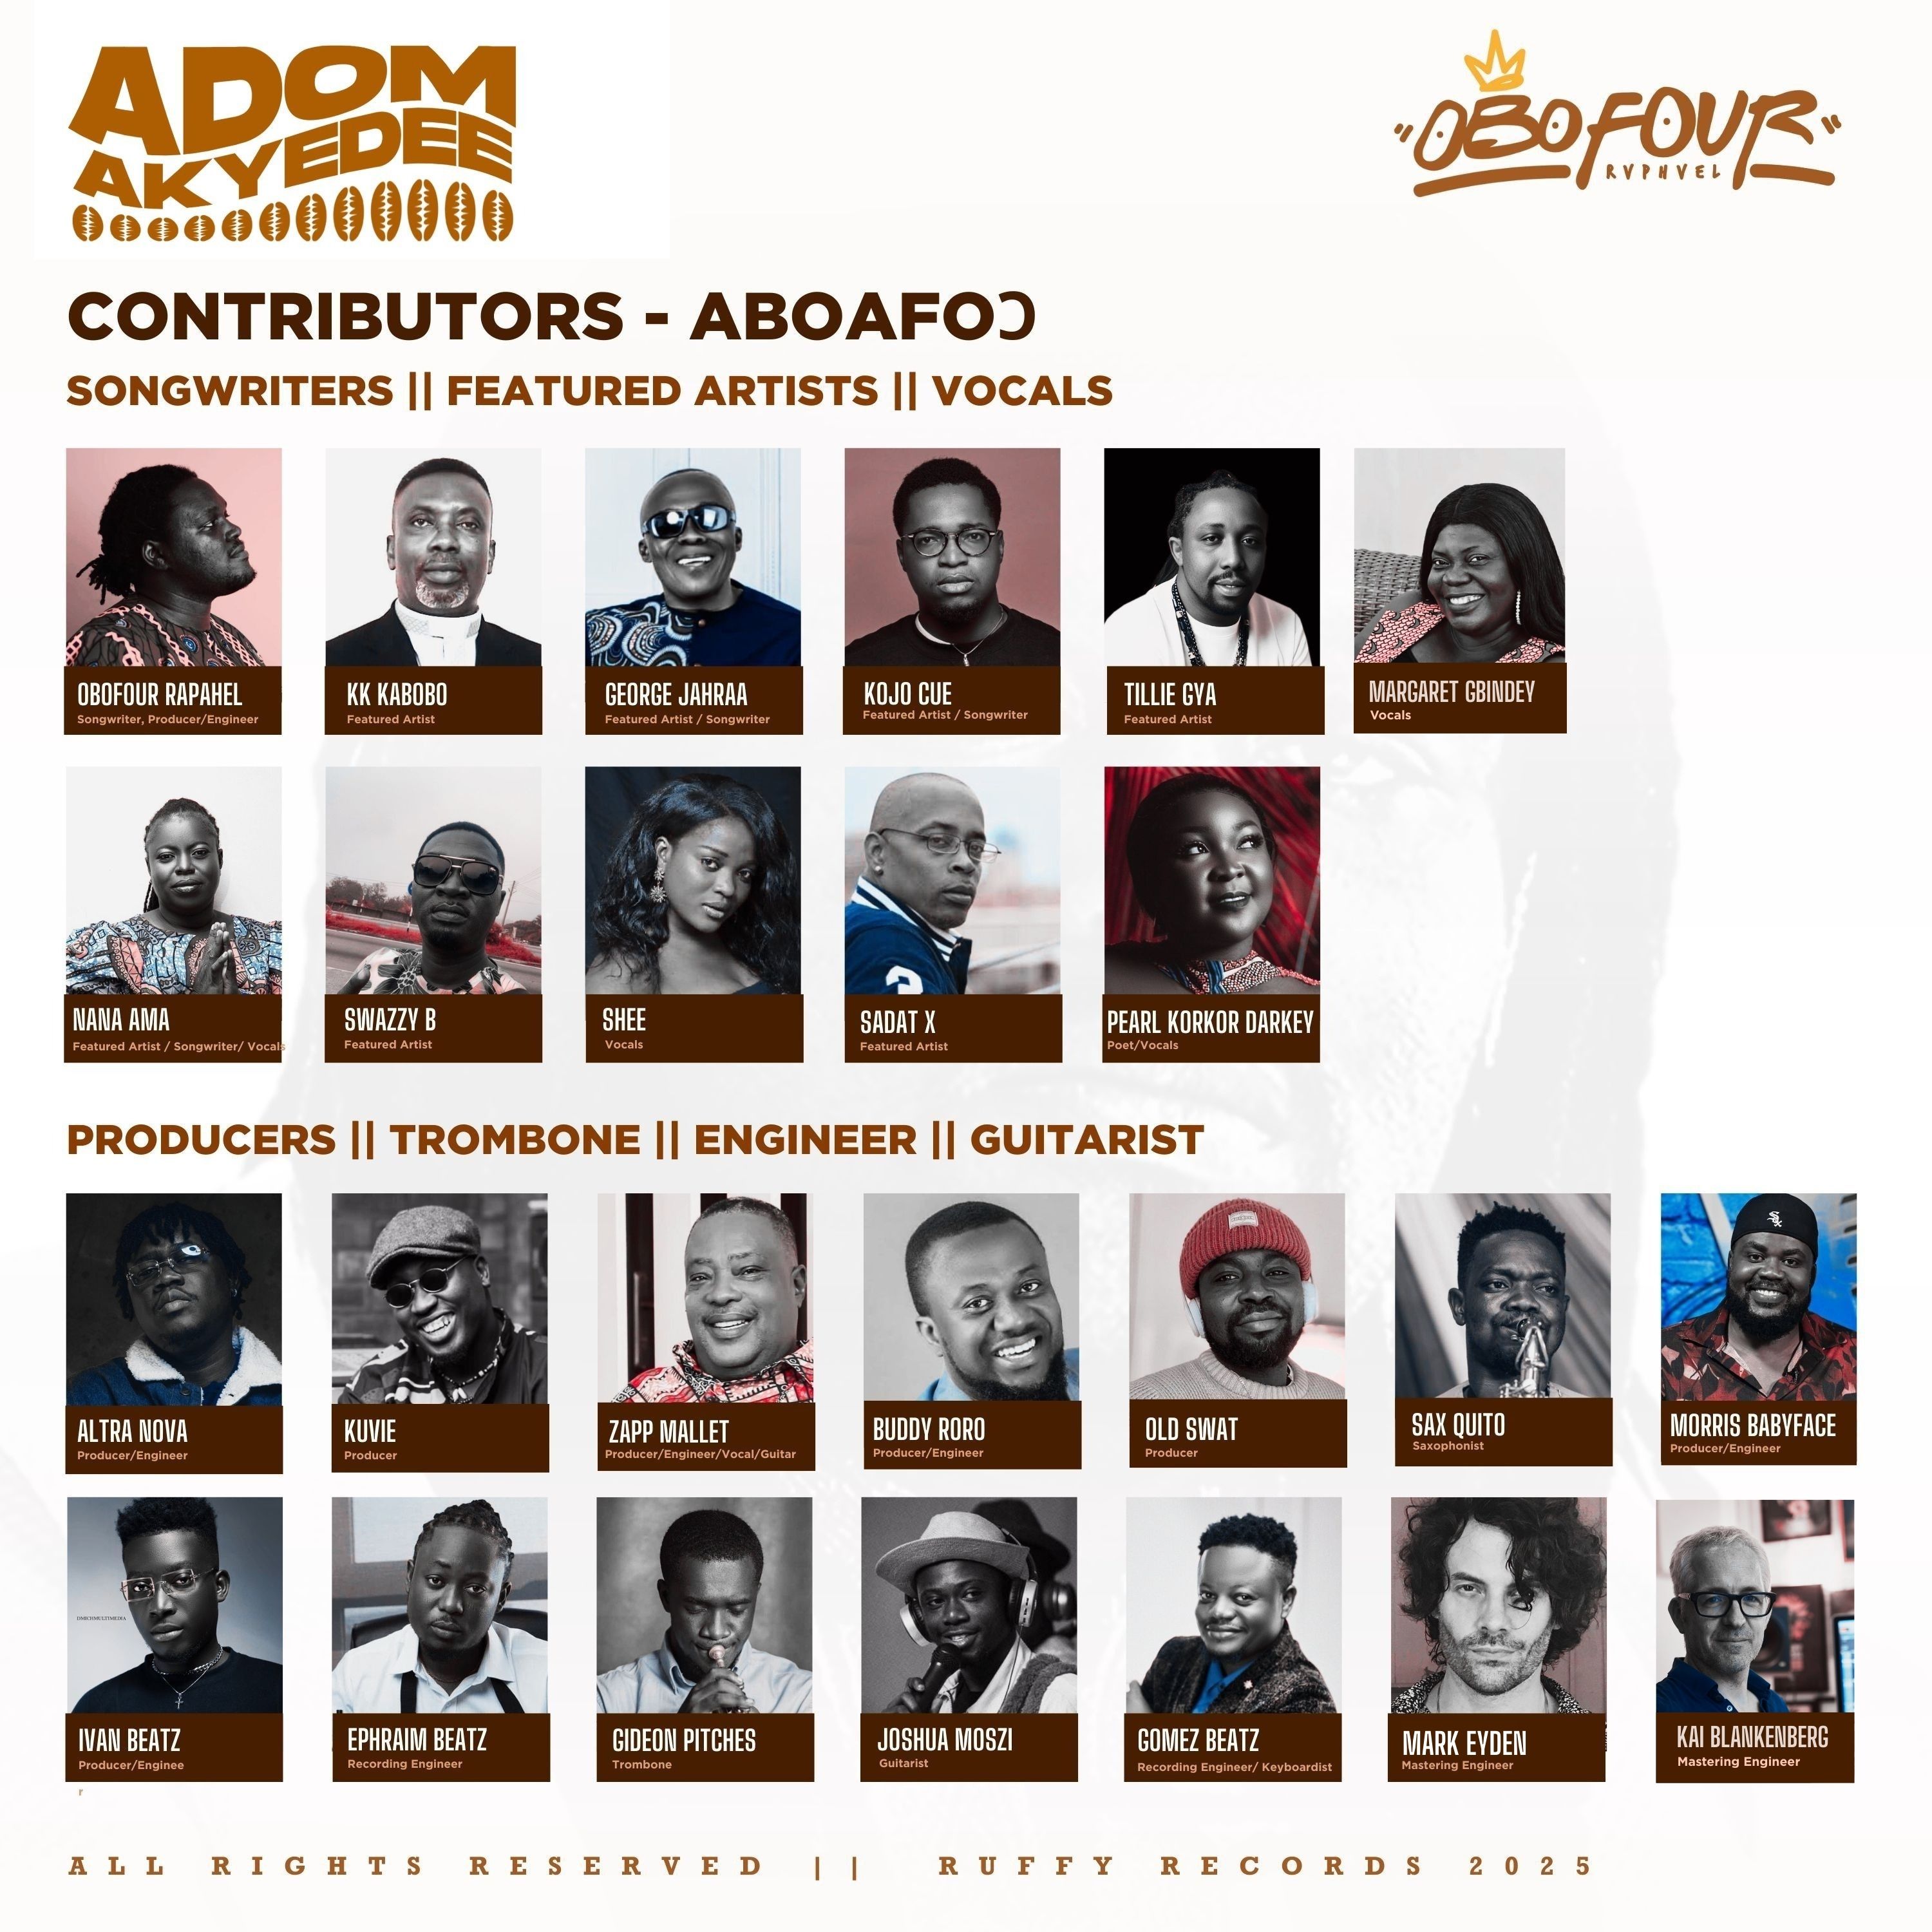 ADOM
AKYEDEE
"OBOFOUR"
RVPHVEL
CONTRIBUTORS - ABOAFOƆ
SONGWRITERS || FEATURED ARTISTS || VOCALS
OBOFOUR RAPAHEL
Songwriter, Producer/Engineer
KK KABOBO
Featured Artist
GEORGE JAHRAA
Featured Artist / Songwriter
KOJO CUE
Featured Artist / Songwriter
TILLIE GYA
Featured Artist
MARGARET GBINDEY
Vocals
NANA AMA
Featured Artist / Songwriter/ Vocals
SWAZZY B
Featured Artist
SHEE
Vocals
SADAT X
Featured Artist
PEARL KORKOR DARKEY
Poet/Vocals
PRODUCERS || TROMBONE || ENGINEER || GUITARIST
ALTRA NOVA
Producer/Engineer
KUVIE
Producer
ZAPP MALLET
Producer/Engineer/Vocal/Guitar
BUDDY RORO
Producer/Engineer
OLD SWAT
Producer
SAX QUITO
Saxophonist
MORRIS BABYFACE
Producer/Engineer
DMECHMULTIMEDIA
IVAN BEATZ
Producer/Enginee
r
EPHRAIM BEATZ
Recording Engineer
GIDEON PITCHES
Trombone
JOSHUA MOSZI
Guitarist
GOMEZ BEATZ
Recording Engineer/ Keyboardist
MARK EYDEN
Mastering Engineer
KAI BLANKENBERG
Mastering Engineer
ALL RIGHTS RESERVED || RUFFY RECORDS 2025